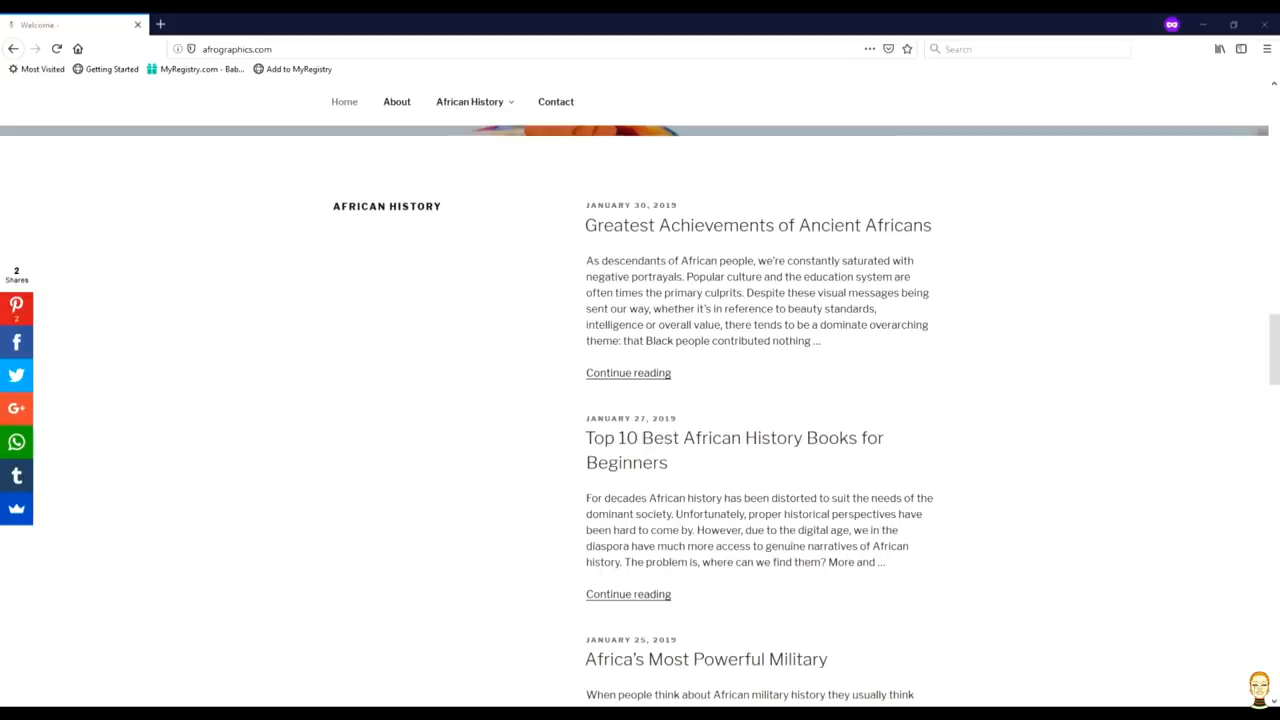 Welcome -
afrographics.com
Search
Most Visited
Getting Started
MyRegistry.com - Bab...
Add to MyRegistry
Home
About
African History
Contact
AFRICAN HISTORY
JANUARY 30, 2019
Greatest Achievements of Ancient Africans
As descendants of African people, we're constantly saturated with
negative portrayals. Popular culture and the education system are
often times the primary culprits. Despite these visual messages being
sent our way, whether it's in reference to beauty standards,
intelligence or overall value, there tends to be a dominate overarching
theme: that Black people contributed nothing ...
Continue reading
2
Shares
2
G+
JANUARY 27, 2019
Top 10 Best African History Books for
Beginners
For decades African history has been distorted to suit the needs of the
dominant society. Unfortunately, proper historical perspectives have
been hard to come by. However, due to the digital age, we in the
diaspora have much more access to genuine narratives of African
history. The problem is, where can we find them? More and ...
Continue reading
JANUARY 25, 2019
Africa's Most Powerful Military
When people think about African military history they usually think